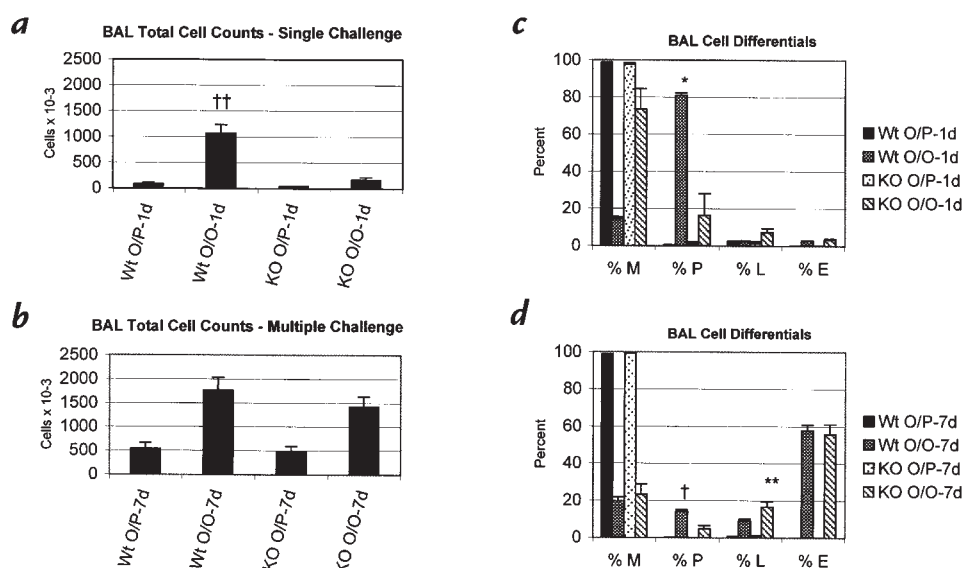 a
BAL Total Cell Counts - Single Challenge
Cells x 10-3
2500
2000
1500
1000
500
0
††
Wt O/P-1d
Wt O/O-1d
KO O/P-1d
KO O/O-1d
b
BAL Total Cell Counts - Multiple Challenge
Cells x 10-3
2500
2000
1500
1000
500
0
Wt O/P-7d
Wt O/O-7d
KO O/P-7d
KO O/O-7d
c
BAL Cell Differentials
Percent
100
80
60
40
20
0
*
% M
% P
% L
% E
Wt O/P-1d
Wt O/O-1d
KO O/P-1d
KO O/O-1d
d
BAL Cell Differentials
Percent
100
80
60
40
20
0
†
**
% M
% P
% L
% E
Wt O/P-7d
Wt O/O-7d
KO O/P-7d
KO O/O-7d